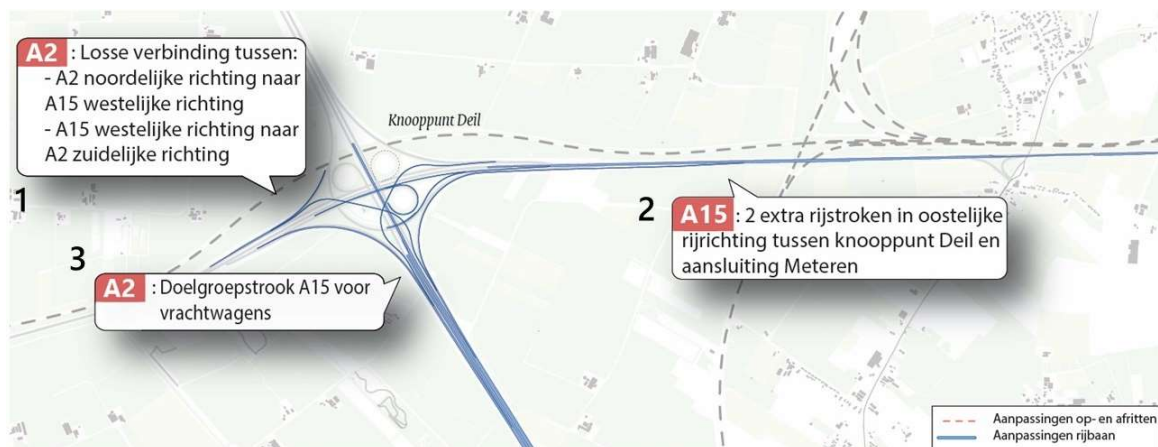 A2 : Losse verbinding tussen:
- A2 noordelijke richting naar
A15 westelijke richting
- A15 westelijke richting naar
A2 zuidelijke richting
Knooppunt Deil
1
2
A15 : 2 extra rijstroken in oostelijke
rijrichting tussen knooppunt Deil en
aansluiting Meteren
3
A2 : Doelgroepstrook A15 voor
vrachtwagens
Aanpassingen op- en afritten
Aanpassingen rijbaan